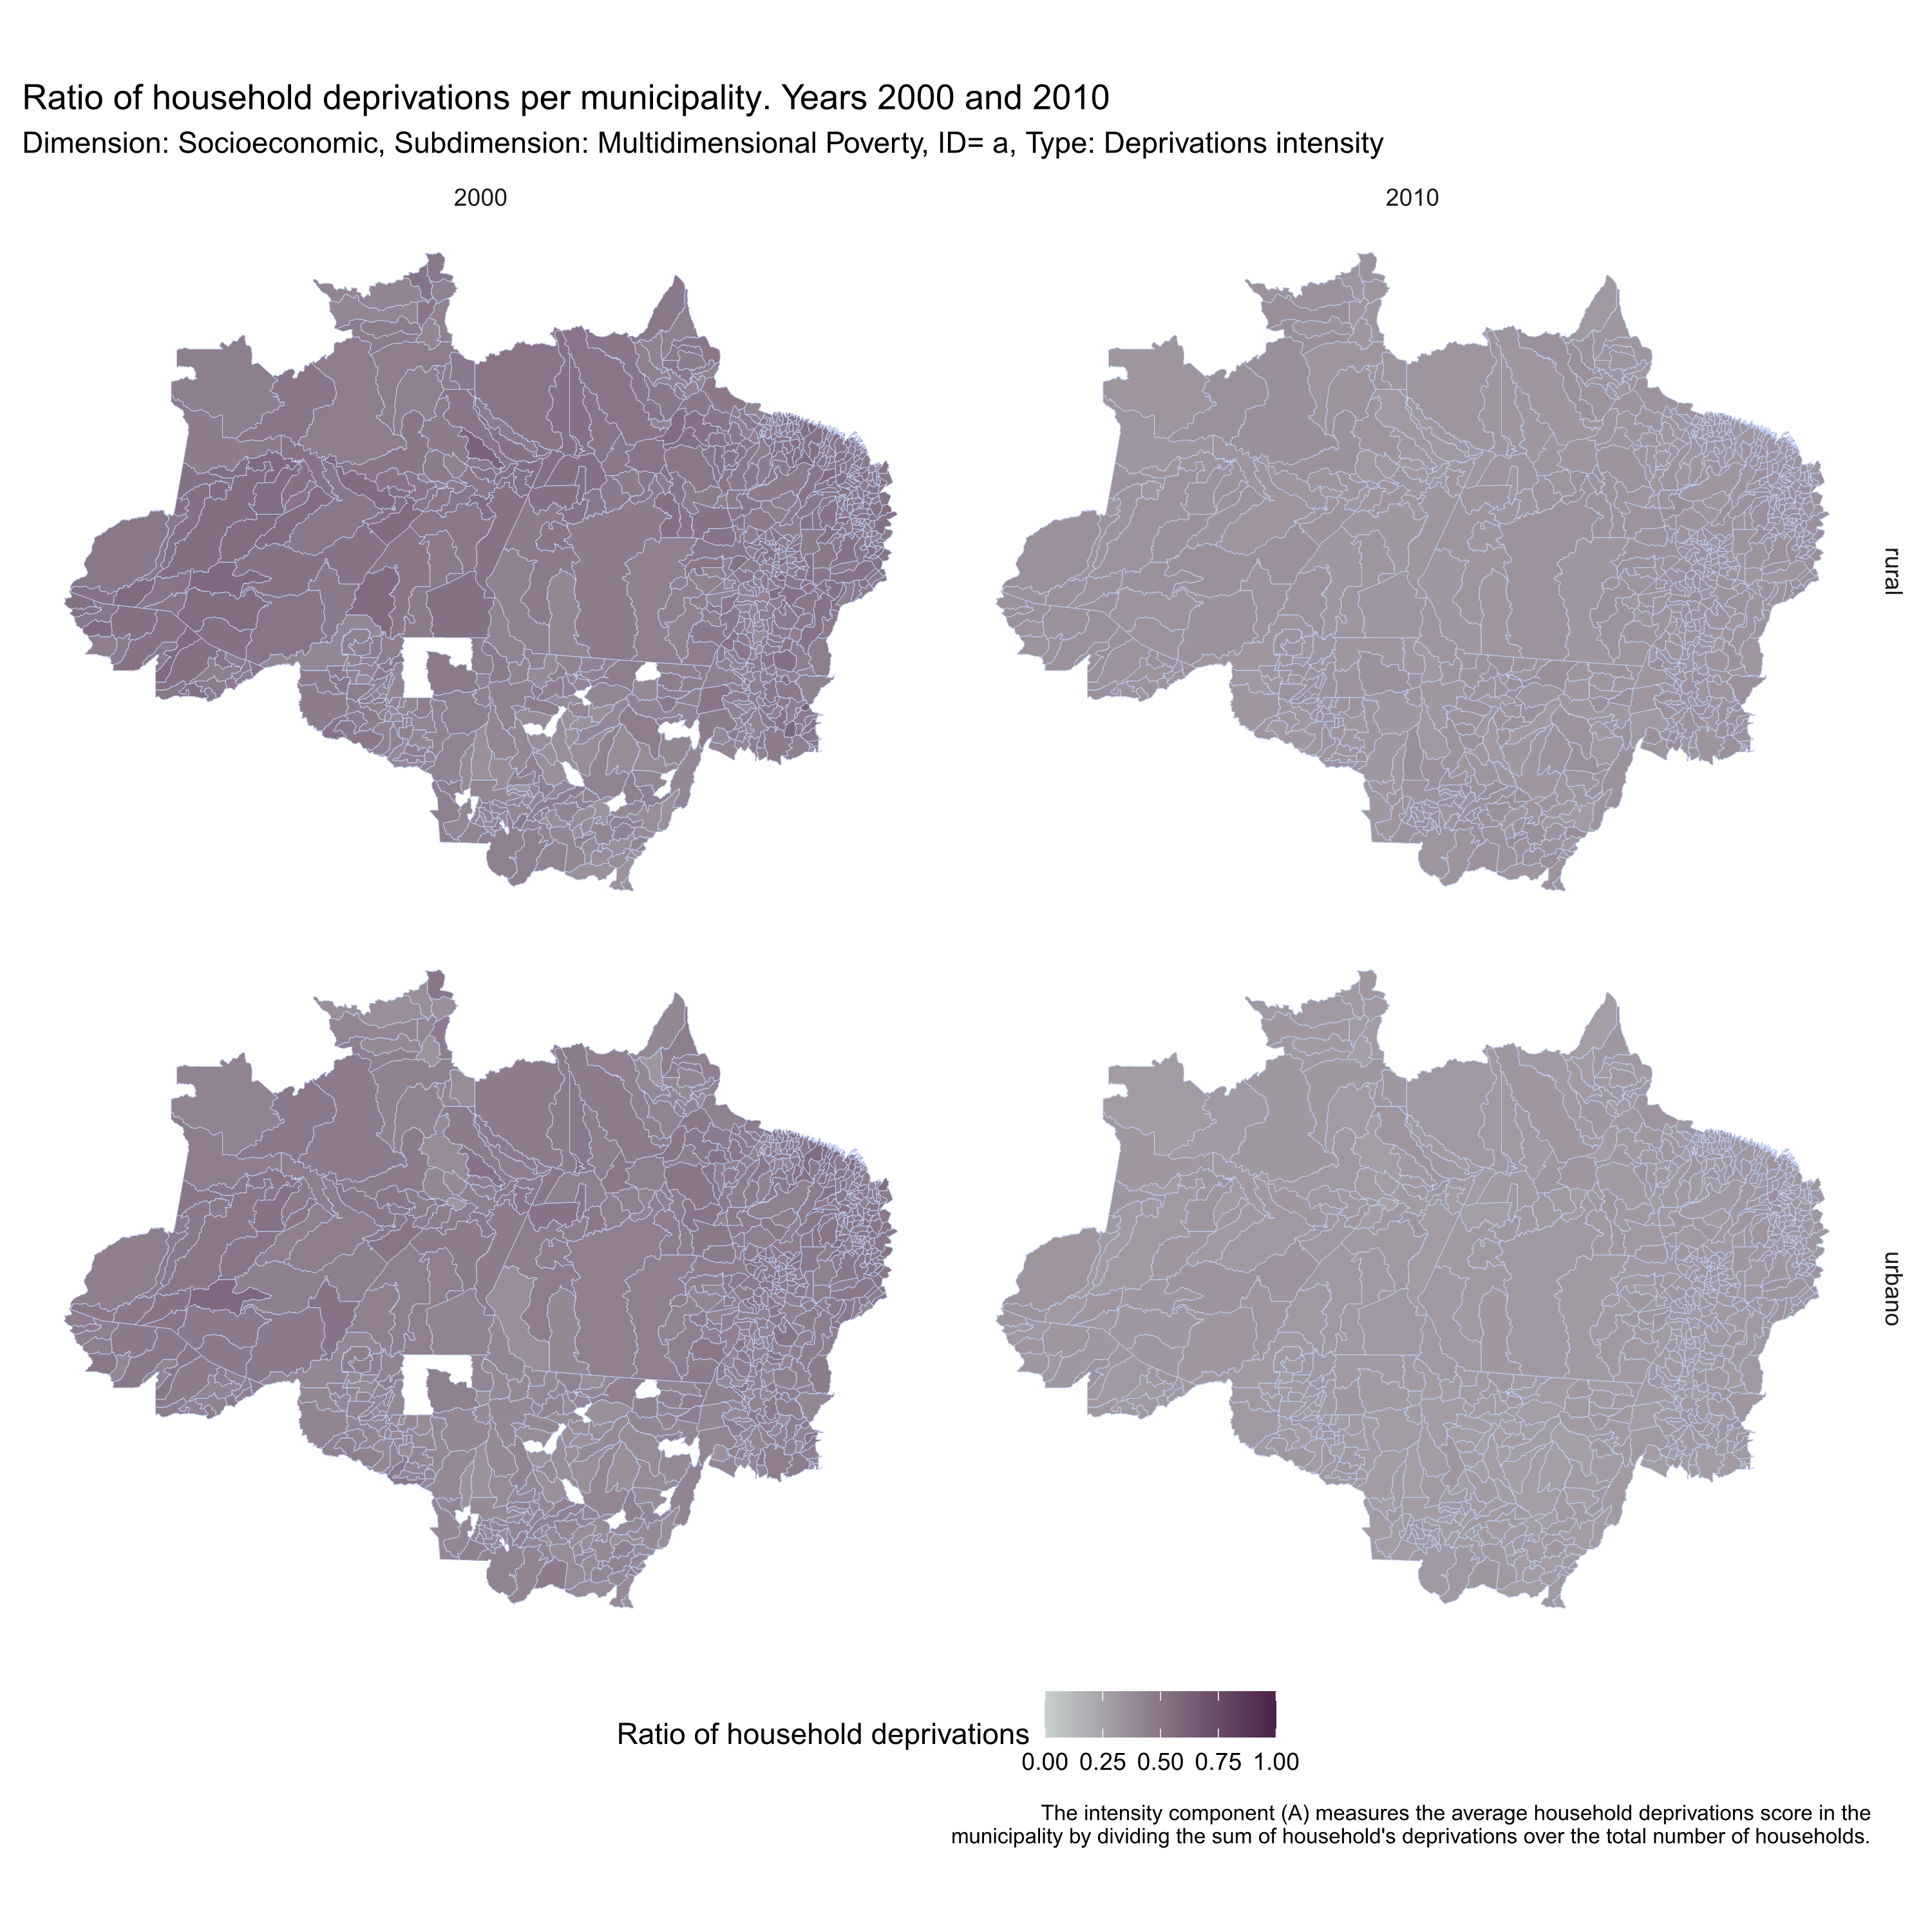 Ratio of household deprivations per municipality. Years 2000 and 2010
Dimension: Socioeconomic, Subdimension: Multidimensional Poverty, ID= a, Type: Deprivations intensity
2000
2010
rural
urbano
Ratio of household deprivations
0.00 0.25 0.50 0.75 1.00
The intensity component (A) measures the average household deprivations score in the
municipality by dividing the sum of household's deprivations over the total number of households.